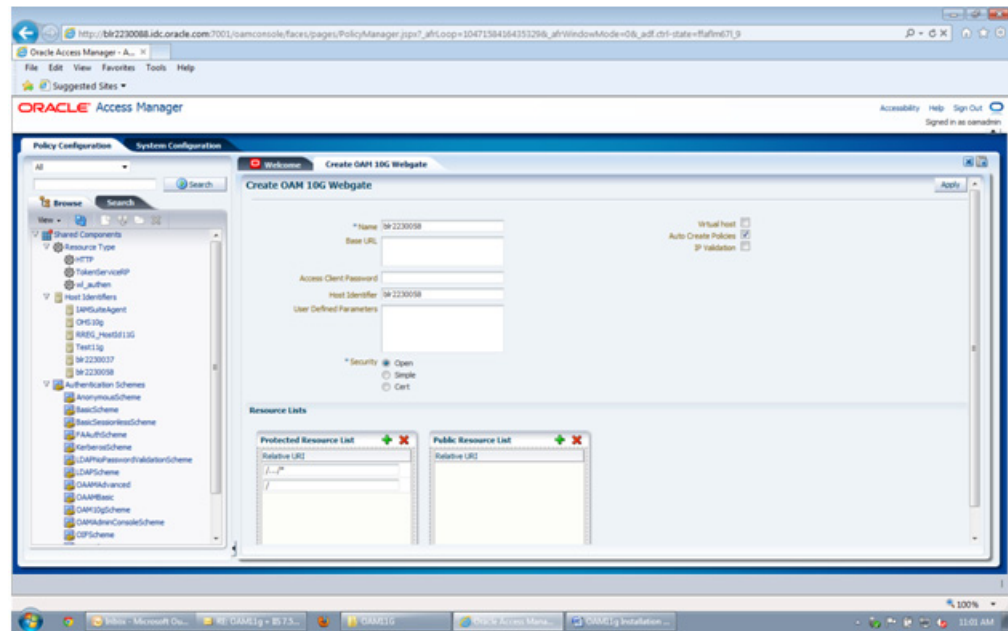 http://blr2230088.idc.oracle.com:7001/oamconsole/faces/pages/PolicyManager.jspx?_afrLoop=1047158416435329&_afrWindowMode=0&_adf.ctrl-state=
Oracle Access Manager - A...
File Edit View Favorites Tools Help
Suggested Sites
ORACLE Access Manager
Accessibility Help Sign Out
Signed in as oamadmin
Policy Configuration System Configuration
All
Search
Welcome Create OAM 10G Webgate
Create OAM 10G Webgate
Apply
Browse Search
View
Shared Components
Resource Type
HTTP
TokenServiceRP
wl_authen
Host Identifiers
IAMSuiteAgent
OHS10g
RREG_HostId11G
Test11g
blr2230037
blr2230058
Authentication Schemes
AnonymousScheme
BasicScheme
BasicSessionlessScheme
FAAuthScheme
KerberosScheme
LDAPNoPasswordValidationScheme
LDAPScheme
OAAMAdvanced
OAAMBasic
OAM10gScheme
OAMAdminConsoleScheme
OIFScheme
* Name blr2230058
Base URL
Access Client Password
Host Identifier blr2230058
User Defined Parameters
* Security Open
Simple
Cert
Virtual host
Auto Create Policies
IP Validation
Resource Lists
Protected Resource List
Relative URI
/.../*
/
Public Resource List
Relative URI
100%
Inbox - Microsoft Ou...
RE: OAM11g + IIS 7.5...
OAM11G
Oracle Access Mana...
OAM11g Installation ...
11:01 AM